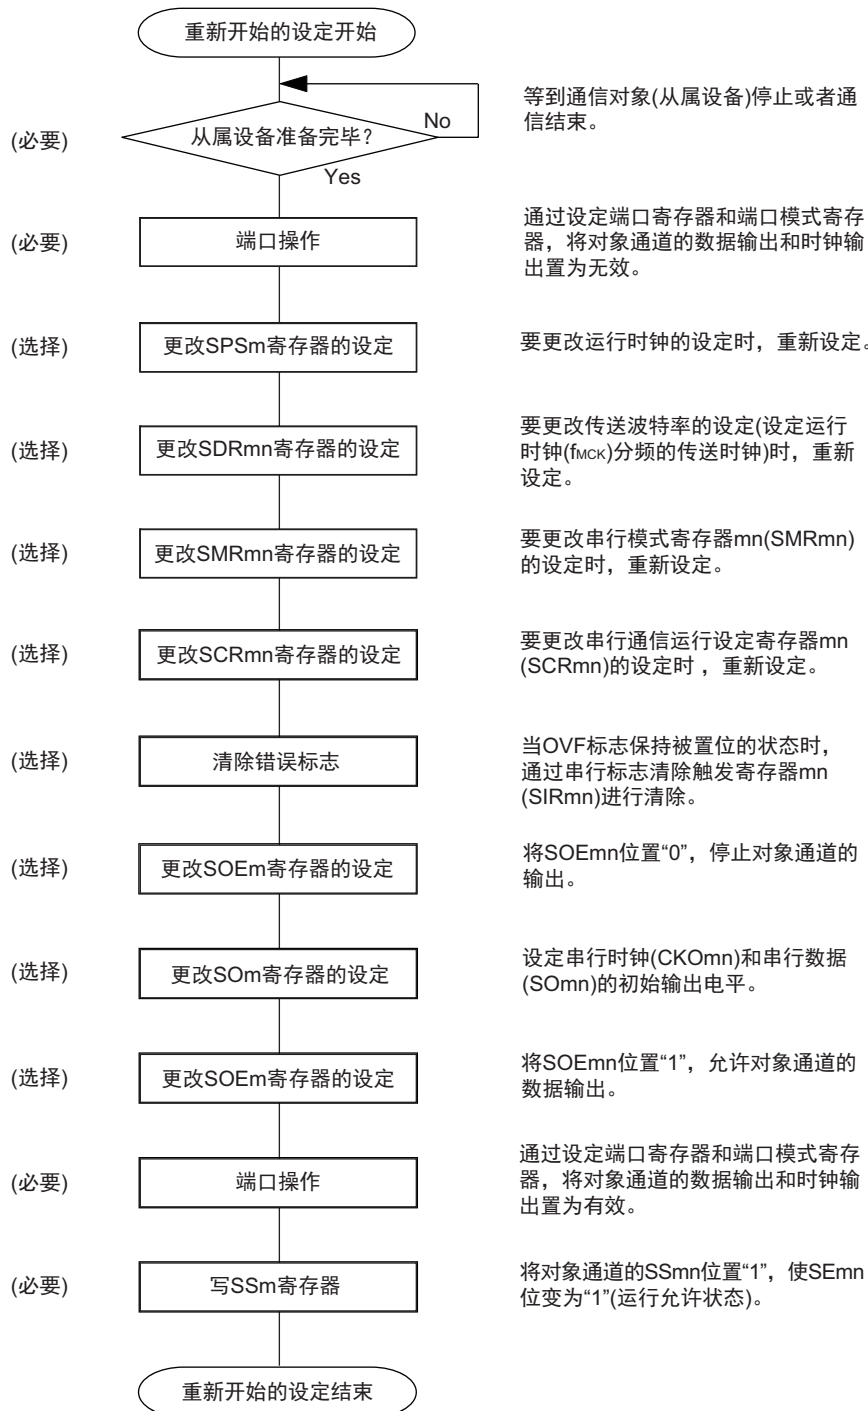 重新开始的设定开始
(必要)
从属设备准备完毕？
No
Yes
等到通信对象(从属设备)停止或者通
信结束。
(必要)
端口操作
通过设定端口寄存器和端口模式寄存
器，将对象通道的数据输出和时钟输
出置为无效。
(选择)
更改SPSm寄存器的设定
要更改运行时钟的设定时，重新设定。
(选择)
更改SDRmn寄存器的设定
要更改传送波特率的设定(设定运行
时钟(fMCK)分频的传送时钟)时，重新
设定。
(选择)
更改SMRmn寄存器的设定
要更改串行模式寄存器mn(SMRmn)
的设定时，重新设定。
(选择)
更改SCRmn寄存器的设定
要更改串行通信运行设定寄存器mn
(SCRmn)的设定时 ，重新设定。
(选择)
清除错误标志
当OVF标志保持被置位的状态时，
通过串行标志清除触发寄存器mn
(SIRmn)进行清除。
(选择)
更改SOEm寄存器的设定
将SOEmn位置“0”，停止对象通道的
输出。
(选择)
更改SOm寄存器的设定
设定串行时钟(CKOmn)和串行数据
(SOmn)的初始输出电平。
(选择)
更改SOEm寄存器的设定
将SOEmn位置“1”，允许对象通道的
数据输出。
(必要)
端口操作
通过设定端口寄存器和端口模式寄存
器，将对象通道的数据输出和时钟输
出置为有效。
(必要)
写SSm寄存器
将对象通道的SSmn位置“1”，使SEmn
位变为“1”(运行允许状态)。
重新开始的设定结束